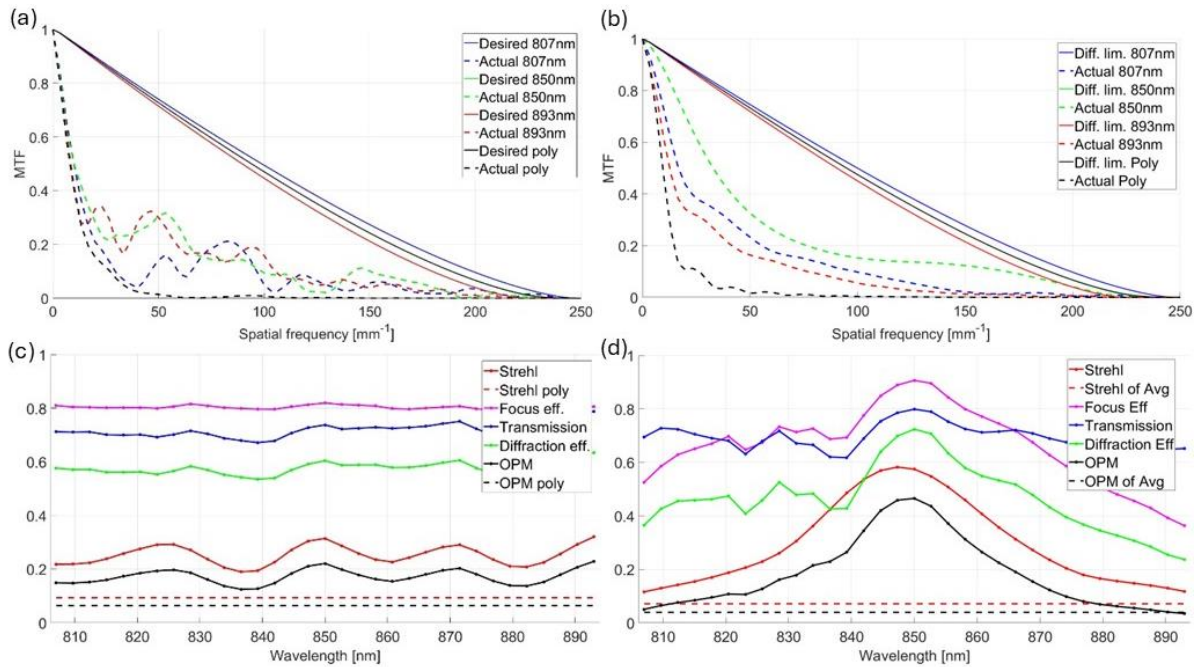 (a)
1
0.8
0.6
0.4
0.2
0
MTF
0 50 100 150 200 250
Spatial frequency [mm⁻¹]
Desired 807nm
Actual 807nm
Desired 850nm
Actual 850nm
Desired 893nm
Actual 893nm
Desired poly
Actual poly
(b)
1
0.8
0.6
0.4
0.2
0
MTF
0 50 100 150 200 250
Spatial frequency [mm⁻¹]
Diff. lim. 807nm
Actual 807nm
Diff. lim. 850nm
Actual 850nm
Diff. lim. 893nm
Actual 893nm
Diff. lim. Poly
Actual Poly
(c)
1
0.8
0.6
0.4
0.2
0
810 820 830 840 850 860 870 880 890
Wavelength [nm]
Strehl
Strehl poly
Focus eff.
Transmission
Diffraction eff.
OPM
OPM poly
(d)
1
0.8
0.6
0.4
0.2
0
810 820 830 840 850 860 870 880 890
Wavelength [nm]
Strehl
Strehl of Avg
Focus Eff
Transmission
Diffraction Eff
OPM
OPM of Avg